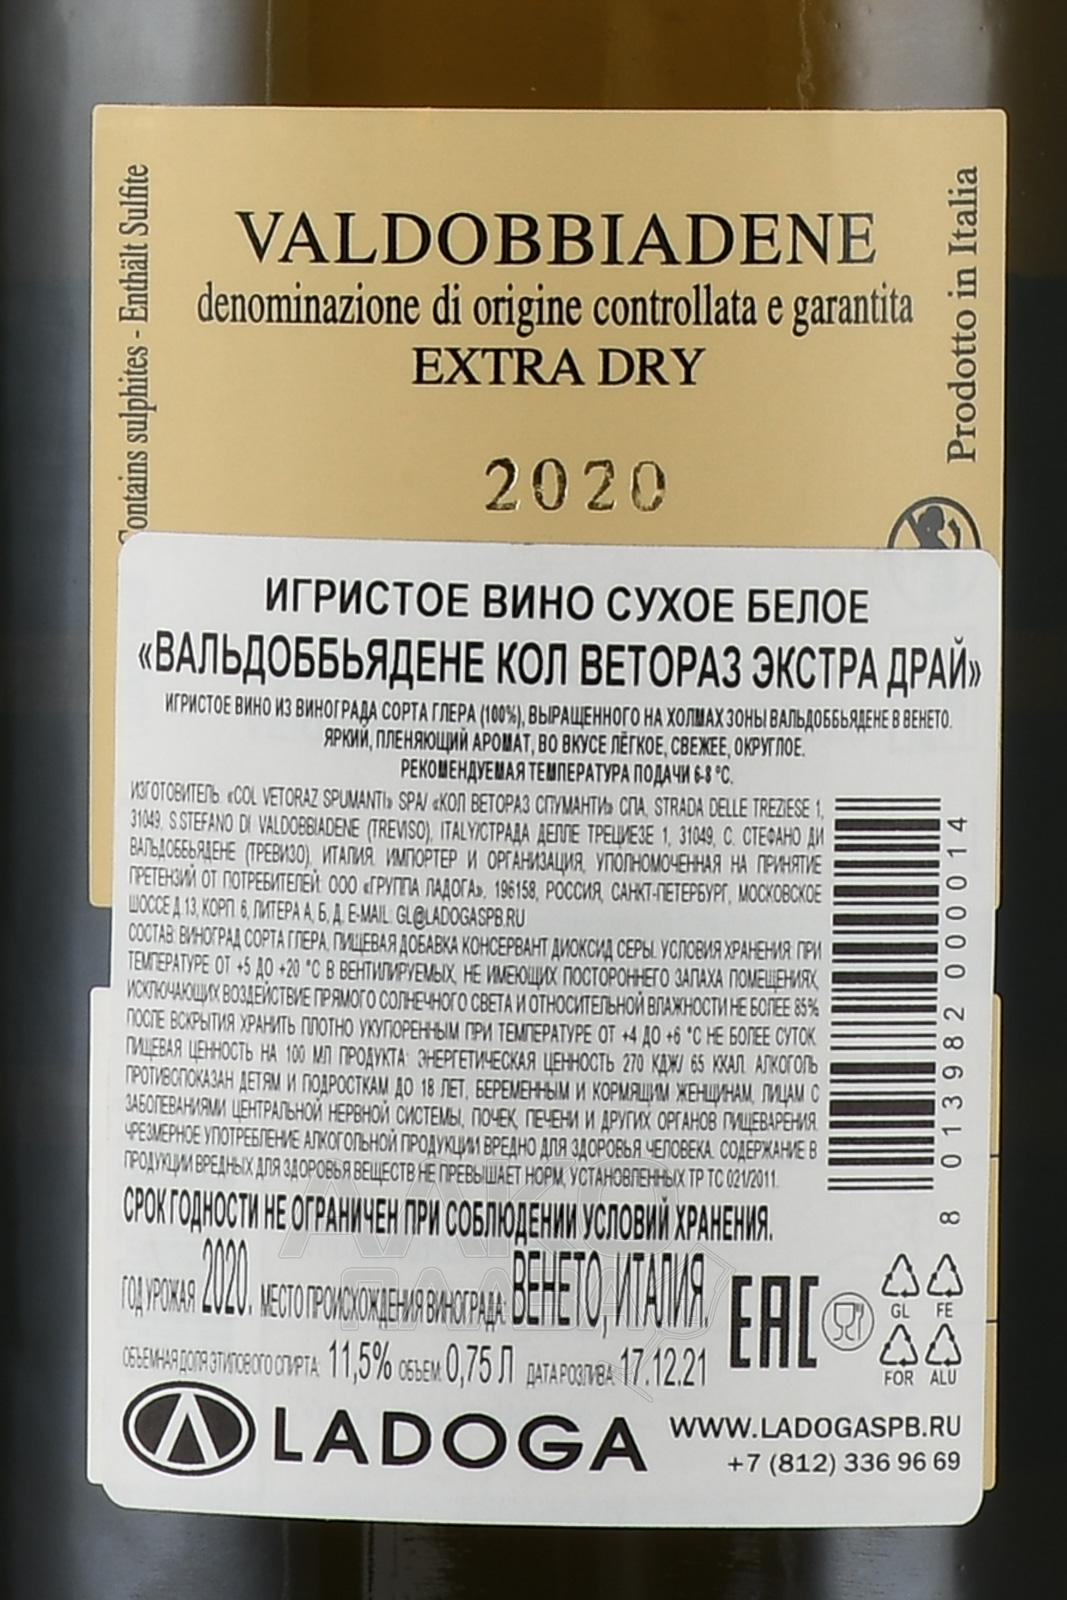 VALDOBBIADENE
denominazione di origine controllata e garantita
EXTRA DRY
2020
Contains sulphites - Enthält Sulfite
Prodotto in Italia
ИГРИСТОЕ ВИНО СУХОЕ БЕЛОЕ
«ВАЛЬДОББЬЯДЕНЕ КОЛ ВЕТОРАЗ ЭКСТРА ДРАЙ»
ИГРИСТОЕ ВИНО ИЗ ВИНОГРАДА СОРТА ГЛЕРА (100%), ВЫРАЩЕННОГО НА ХОЛМАХ ЗОНЫ ВАЛЬДОББЬЯДЕНЕ В ВЕНЕТО.
ЯРКИЙ, ПЛЕНЯЮЩИЙ АРОМАТ, ВО ВКУСЕ ЛЁГКОЕ, СВЕЖЕЕ, ОКРУГЛОЕ.
РЕКОМЕНДУЕМАЯ ТЕМПЕРАТУРА ПОДАЧИ 6-8 °С.
ИЗГОТОВИТЕЛЬ: «COL VETORAZ SPUMANTI» SPA/ «КОЛ ВЕТОРАЗ СПУМАНТИ» СПА, STRADA DELLE TREZIESE 1,
31049, S.STEFANO DI VALDOBBIADENE (TREVISO), ITALY/СТРАДА ДЕЛЛЕ ТРЕЦИЕЗЕ 1, 31049, С. СТЕФАНО ДИ
ВАЛЬДОББЬЯДЕНЕ (ТРЕВИЗО), ИТАЛИЯ. ИМПОРТЕР И ОРГАНИЗАЦИЯ, УПОЛНОМОЧЕННАЯ НА ПРИНЯТИЕ
ПРЕТЕНЗИЙ ОТ ПОТРЕБИТЕЛЕЙ: ООО «ГРУППА ЛАДОГА», 196158, РОССИЯ, САНКТ-ПЕТЕРБУРГ, МОСКОВСКОЕ
ШОССЕ Д.13, КОРП. 6, ЛИТЕРА А, Б, Д. E-MAIL: GL@LADOGASPB.RU
СОСТАВ: ВИНОГРАД СОРТА ГЛЕРА, ПИЩЕВАЯ ДОБАВКА КОНСЕРВАНТ ДИОКСИД СЕРЫ. УСЛОВИЯ ХРАНЕНИЯ: ПРИ
ТЕМПЕРАТУРЕ ОТ +5 ДО +20 °С В ВЕНТИЛИРУЕМЫХ, НЕ ИМЕЮЩИХ ПОСТОРОННЕГО ЗАПАХА ПОМЕЩЕНИЯХ,
ИСКЛЮЧАЮЩИХ ВОЗДЕЙСТВИЕ ПРЯМОГО СОЛНЕЧНОГО СВЕТА И ОТНОСИТЕЛЬНОЙ ВЛАЖНОСТИ НЕ БОЛЕЕ 85%
ПОСЛЕ ВСКРЫТИЯ ХРАНИТЬ ПЛОТНО УКУПОРЕННЫМ ПРИ ТЕМПЕРАТУРЕ ОТ +4 ДО +6 °С НЕ БОЛЕЕ СУТОК.
ПИЩЕВАЯ ЦЕННОСТЬ НА 100 МЛ ПРОДУКТА: ЭНЕРГЕТИЧЕСКАЯ ЦЕННОСТЬ 270 КДЖ/ 65 ККАЛ. АЛКОГОЛЬ
ПРОТИВОПОКАЗАН ДЕТЯМ И ПОДРОСТКАМ ДО 18 ЛЕТ, БЕРЕМЕННЫМ И КОРМЯЩИМ ЖЕНЩИНАМ, ЛИЦАМ С
ЗАБОЛЕВАНИЯМИ ЦЕНТРАЛЬНОЙ НЕРВНОЙ СИСТЕМЫ, ПОЧЕК, ПЕЧЕНИ И ДРУГИХ ОРГАНОВ ПИЩЕВАРЕНИЯ.
ЧРЕЗМЕРНОЕ УПОТРЕБЛЕНИЕ АЛКОГОЛЬНОЙ ПРОДУКЦИИ ВРЕДНО ДЛЯ ЗДОРОВЬЯ ЧЕЛОВЕКА. СОДЕРЖАНИЕ В
ПРОДУКЦИИ ВРЕДНЫХ ДЛЯ ЗДОРОВЬЯ ВЕЩЕСТВ НЕ ПРЕВЫШАЕТ НОРМ, УСТАНОВЛЕННЫХ ТР ТС 021/2011.
СРОК ГОДНОСТИ НЕ ОГРАНИЧЕН ПРИ СОБЛЮДЕНИИ УСЛОВИЙ ХРАНЕНИЯ.
ГОД УРОЖАЯ 2020. МЕСТО ПРОИСХОЖДЕНИЯ ВИНОГРАДА: ВЕНЕТО, ИТАЛИЯ.
ОБЪЕМНАЯ ДОЛЯ ЭТИЛОВОГО СПИРТА: 11,5% ОБЪЕМ: 0,75 Л ДАТА РОЗЛИВА: 17.12.21
8 013982 000014
EAC
GL FE
FOR ALU
LADOGA
WWW.LADOGASPB.RU
+7 (812) 336 96 69
АЛКО
ПЛАЗА